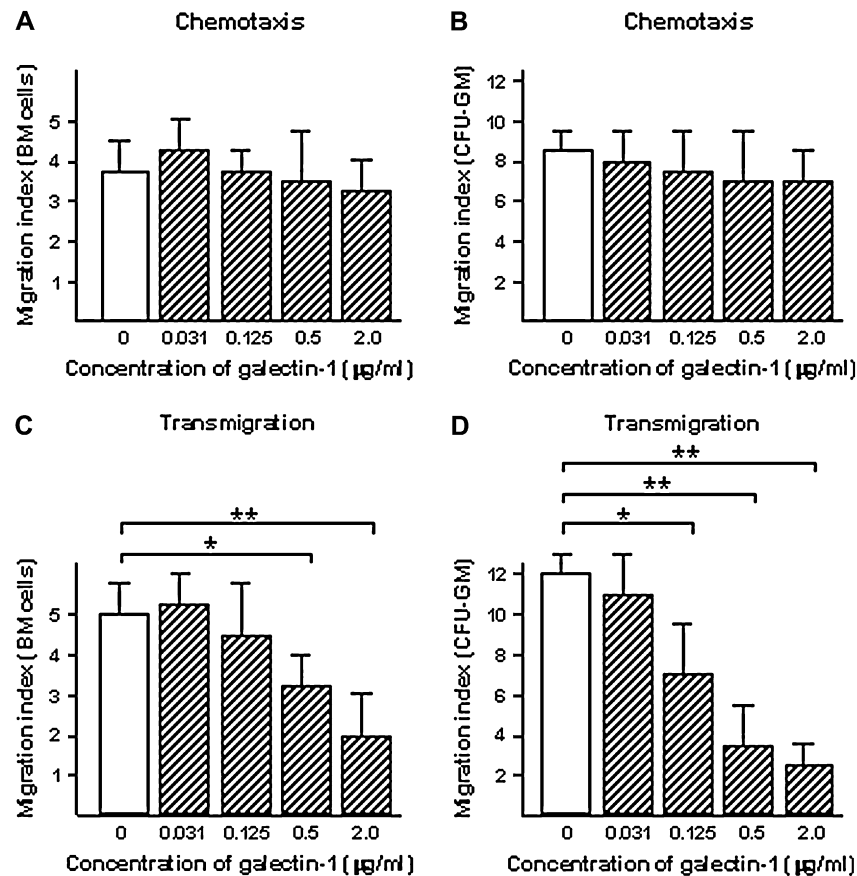 A
Chemotaxis
Migration index (BM cells)
5
4
3
2
1
0 0.031 0.125 0.5 2.0
Concentration of galectin-1 (µg/ml)
B
Chemotaxis
Migration index (CFU-GM)
12
10
8
6
4
2
0 0.031 0.125 0.5 2.0
Concentration of galectin-1 (µg/ml)
C
Transmigration
**
*
Migration index (BM cells)
5
4
3
2
1
0 0.031 0.125 0.5 2.0
Concentration of galectin-1 (µg/ml)
D
Transmigration
**
**
*
Migration index (CFU-GM)
12
10
8
6
4
2
0 0.031 0.125 0.5 2.0
Concentration of galectin-1 (µg/ml)